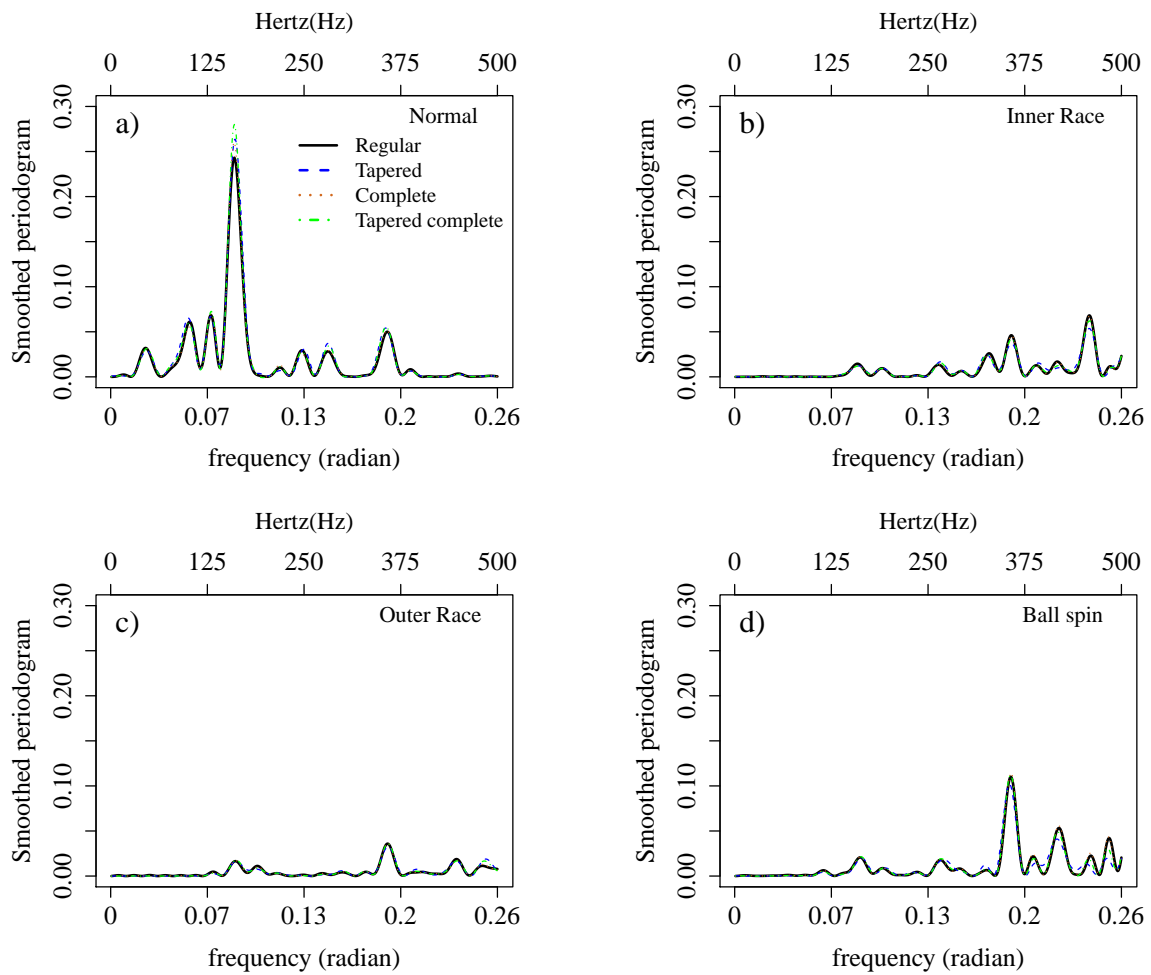 Hertz(Hz)
0 125 250 375 500
Smoothed periodogram
0.00 0.10 0.20 0.30
a)
Normal
Regular
Tapered
Complete
Tapered complete
0 0.07 0.13 0.2 0.26
frequency (radian)
Hertz(Hz)
0 125 250 375 500
Smoothed periodogram
0.00 0.10 0.20 0.30
b)
Inner Race
0 0.07 0.13 0.2 0.26
frequency (radian)
Hertz(Hz)
0 125 250 375 500
Smoothed periodogram
0.00 0.10 0.20 0.30
c)
Outer Race
0 0.07 0.13 0.2 0.26
frequency (radian)
Hertz(Hz)
0 125 250 375 500
Smoothed periodogram
0.00 0.10 0.20 0.30
d)
Ball spin
0 0.07 0.13 0.2 0.26
frequency (radian)